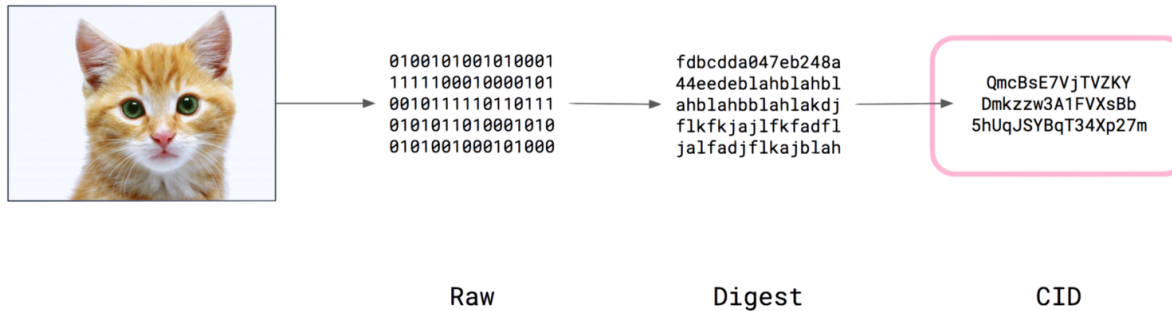 0100101001010001
1111100010000101
0010111110110111
0101011010001010
0101001000101000
fdbcdda047eb248a
44eedeblahblahbl
ahblahbblahlakdj
flkfkjajlfkfadfl
jalfadjflkajblah
QmcBsE7VjTVZKY
Dmkzzw3A1FVXsBb
5hUqJSYBqT34Xp27m
Raw
Digest
CID